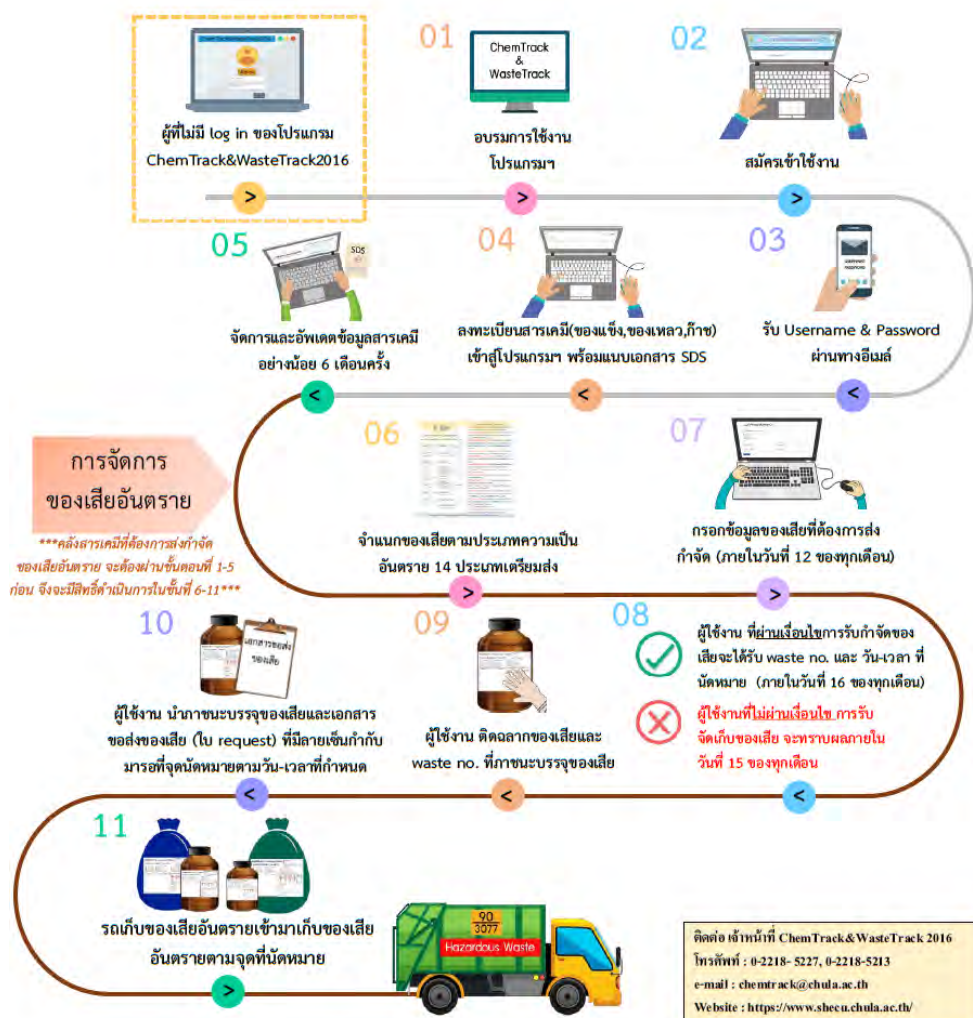 ผู้ที่ไม่มี log in ของโปรแกรม
ChemTrack&WasteTrack2016
01
ChemTrack
&
WasteTrack
อบรมการใช้งาน
โปรแกรมฯ
02
สมัครเข้าใช้งาน
03
รับ Username & Password
ผ่านทางอีเมล์
04
ลงทะเบียนสารเคมี(ของแข็ง,ของเหลว,ก๊าซ)
เข้าสู่โปรแกรมฯ พร้อมแนบเอกสาร SDS
05
SDS
จัดการและอัพเดตข้อมูลสารเคมี
อย่างน้อย 6 เดือนครั้ง
การจัดการ
ของเสียอันตราย
***คลังสารเคมีที่ต้องการส่งกำจัด
ของเสียอันตราย จะต้องผ่านขั้นตอนที่ 1-5
ก่อน จึงจะมีสิทธิ์ดำเนินการในขั้นที่ 6-11***
06
จำแนกของเสียตามประเภทความเป็น
อันตราย 14 ประเภทเตรียมส่ง
07
กรอกข้อมูลของเสียที่ต้องการส่ง
กำจัด (ภายในวันที่ 12 ของทุกเดือน)
08
ผู้ใช้งาน ที่ผ่านเงื่อนไขการรับกำจัดของ
เสียจะได้รับ waste no. และ วัน-เวลา ที่
นัดหมาย (ภายในวันที่ 16 ของทุกเดือน)
ผู้ใช้งานที่ไม่ผ่านเงื่อนไข การรับ
จัดเก็บของเสีย จะทราบผลภายใน
วันที่ 15 ของทุกเดือน
09
ผู้ใช้งาน ติดฉลากของเสียและ
waste no. ที่ภาชนะบรรจุของเสีย
10
เอกสารขอส่ง
ของเสีย
ผู้ใช้งาน นำภาชนะบรรจุของเสียและเอกสาร
ขอส่งของเสีย (ใบ request) ที่มีลายเซ็นกำกับ
มารอที่จุดนัดหมายตามวัน-เวลาที่กำหนด
11
รถเก็บของเสียอันตรายเข้ามาเก็บของเสีย
อันตรายตามจุดที่นัดหมาย
90
3077
Hazardous Waste
ติดต่อ เจ้าหน้าที่ ChemTrack&WasteTrack 2016
โทรศัพท์ : 0-2218- 5227, 0-2218-5213
e-mail : chemtrack@chula.ac.th
Website : https://www.shecu.chula.ac.th/